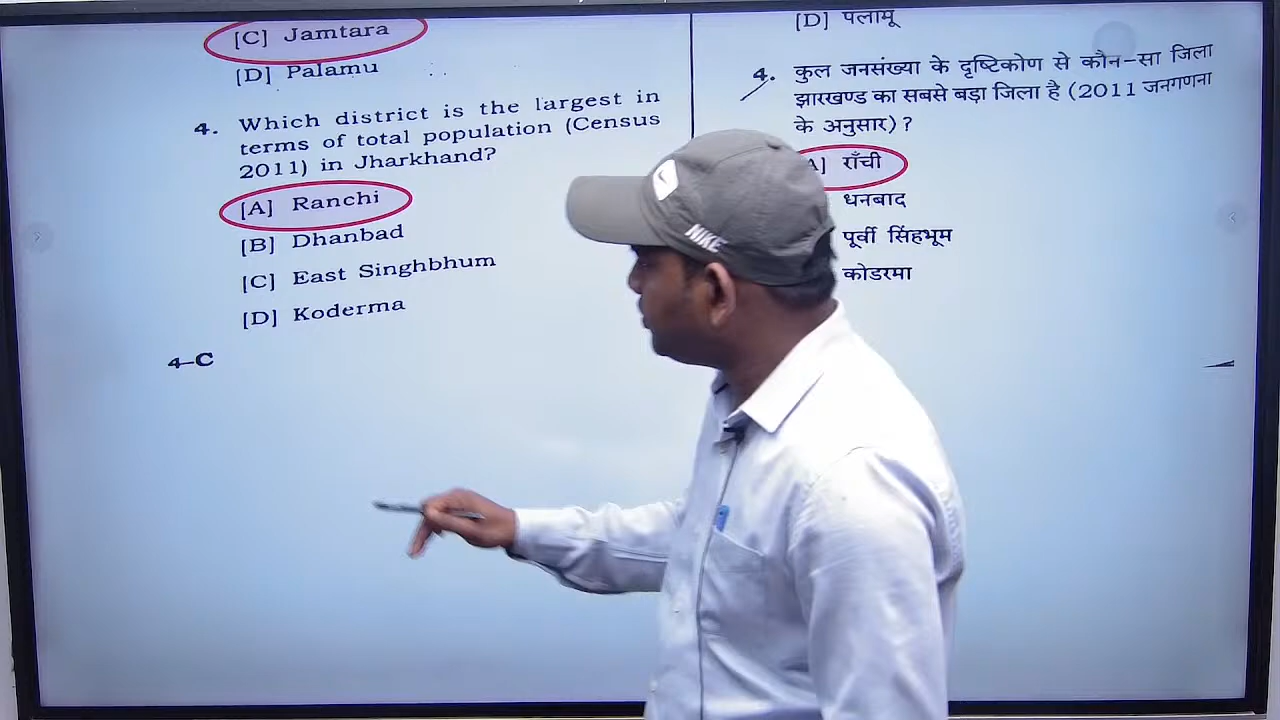 [C] Jamtara
[D] Palamu
4. Which district is the largest in
terms of total population (Census
2011) in Jharkhand?
[A] Ranchi
[B] Dhanbad
[C] East Singhbhum
[D] Koderma
4–C
[D] पलामू
4. कुल जनसंख्या के दृष्टिकोण से कौन-सा जिला
झारखण्ड का सबसे बड़ा जिला है (2011 जनगणना
के अनुसार)?
A] राँची
धनबाद
पूर्वी सिंहभूम
कोडरमा
NIKE